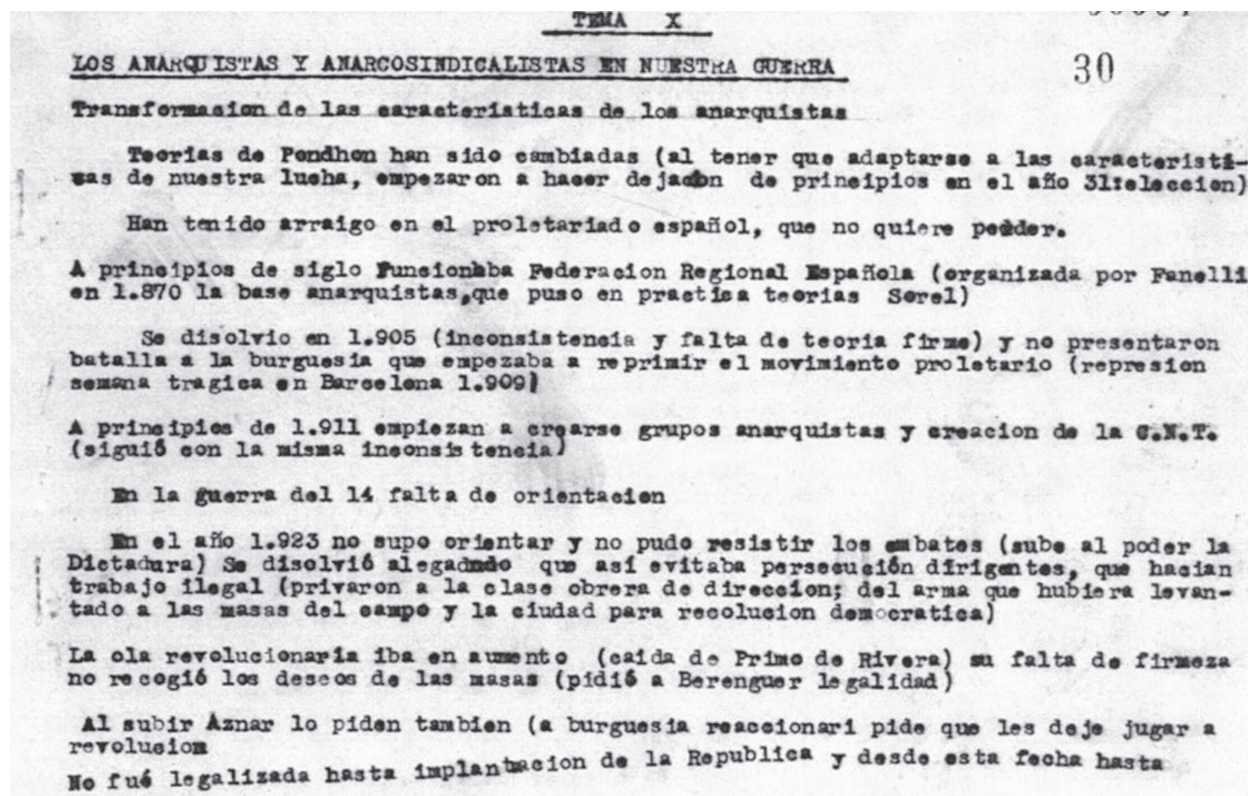 TEMA X
30
LOS ANARQUISTAS Y ANARCOSINDICALISTAS EN NUESTRA GUERRA
Transformacion de las caracteristicas de los anarquistas
Teorias de Pondhon han sido cambiadas (al tener que adaptarse a las caracteristi-
cas de nuestra lucha, empezaron a hacer dejacon de principios en el año 31:eleccion)
Han tenido arraigo en el proletariado español, que no quiere pedder.
A principios de siglo Funcionaba Federacion Regional Española (organizada por Fanelli
en 1.870 la base anarquistas,que puso en practica teorias Sorel)
Se disolvio en 1.905 (inconsistencia y falta de teoria firme) y no presentaron
batalla a la burguesia que empezaba a reprimir el movimiento proletario (represion
semana tragica en Barcelona 1.909)
A principios de 1.911 empiezan a crearse grupos anarquistas y creacion de la C.N.T.
(siguió con la misma inconsistencia)
En la guerra del 14 falta de orientacion
En el año 1.923 no supo orientar y no pudo resistir los embates (sube al poder la
Dictadura) Se disolvió alegando que así evitaba persecución dirigentes, que hacian
trabajo ilegal (privaron a la clase obrera de direccion; del arma que hubiera levan-
tado a las masas del campo y la ciudad para recolucion democratica)
La ola revolucionaria iba en aumento (caida de Primo de Rivera) su falta de firmeza
no recogió los deseos de las masas (pidió a Berenguer legalidad)
Al subir Aznar lo piden tambien (a burguesia reaccionari pide que les deje jugar a
revolucion
No fué legalizada hasta implantacion de la Republica y desde esta fecha hasta